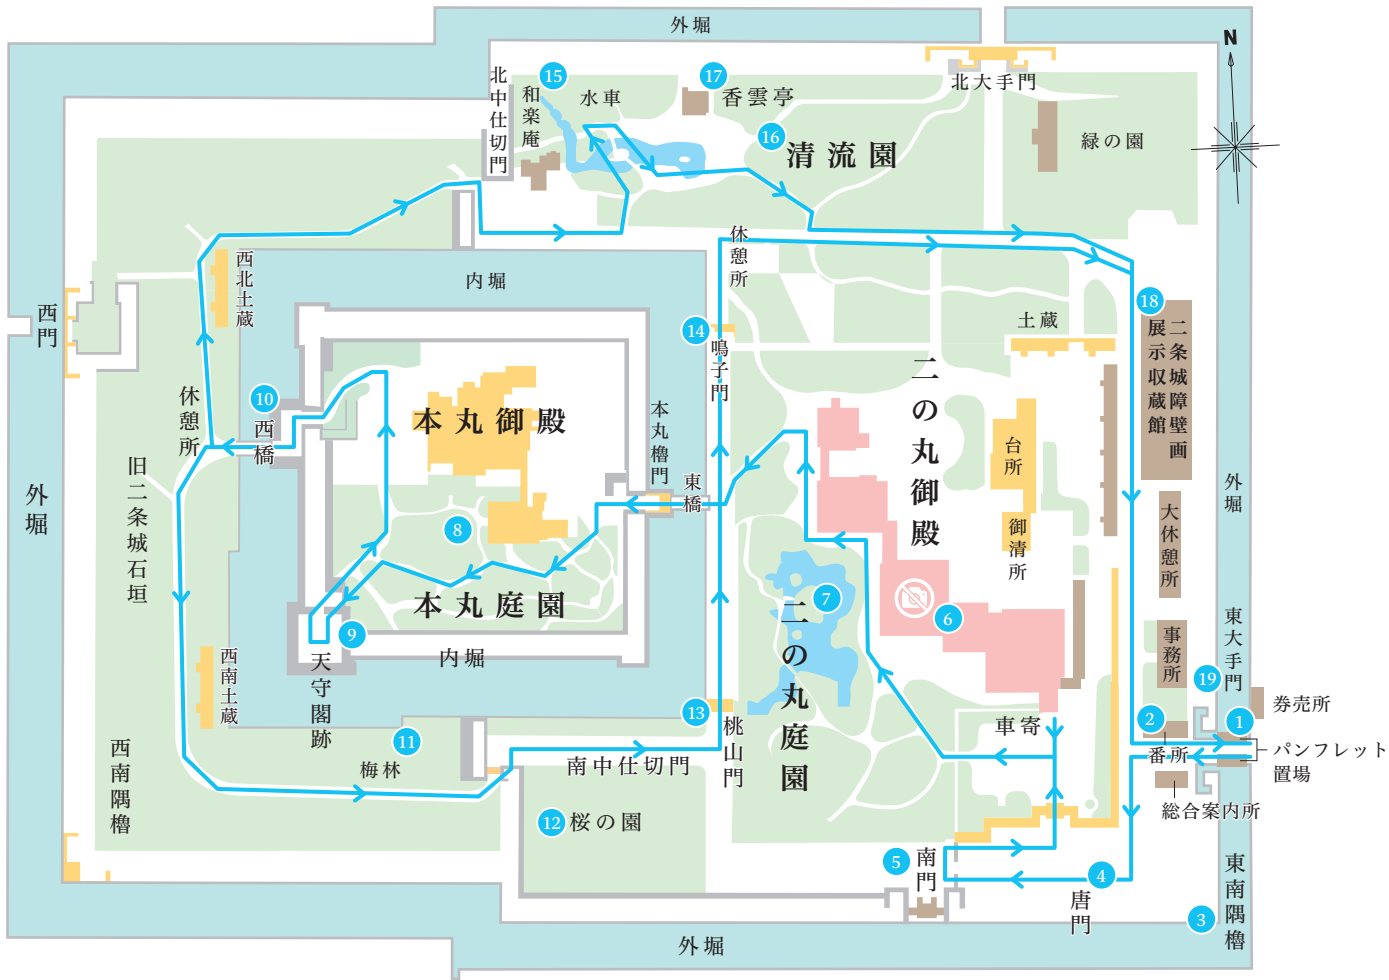 外堀
N
北大手門
北中仕切門
15
和楽庵
水車
17
香雲亭
16
清流園
緑の園
休憩所
内堀
西北土蔵
西門
土蔵
18
二条城障壁画
展示収蔵館
14
鳴子門
二の丸御殿
10
西橋
休憩所
本丸御殿
本丸櫓門
東橋
台所
御清所
大休憩所
外堀
外堀
旧二条城石垣
8
本丸庭園
9
天守閣跡
内堀
7
二の丸庭園
6
事務所
東大手門
19
券売所
西南土蔵
13
桃山門
車寄
2
番所
1
パンフレット
置場
総合案内所
11
梅林
西南隅櫓
南中仕切門
12
桜の園
5
南門
4
唐門
3
東南隅櫓
外堀